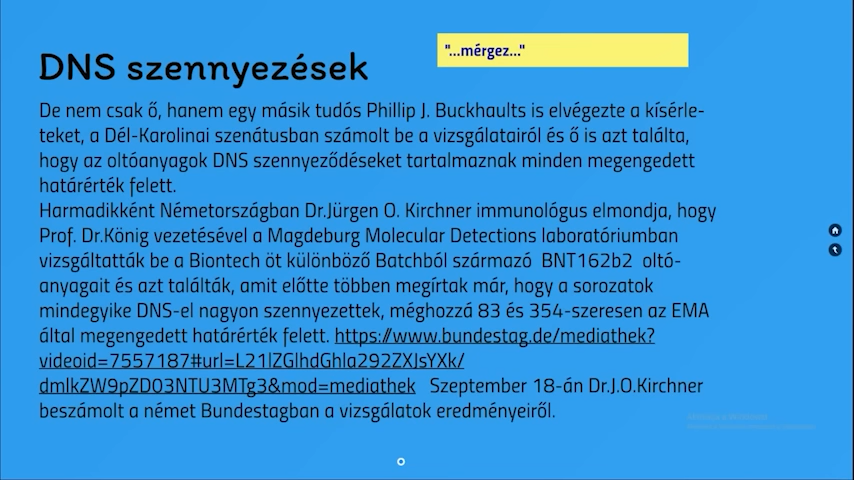 "...mérgez..."
DNS szennyezések
De nem csak ő, hanem egy másik tudós Phillip J. Buckhaults is elvégezte a kísérle-
teket, a Dél-Karolinai szenátusban számolt be a vizsgálatairól és ő is azt találta,
hogy az oltóanyagok DNS szennyeződéseket tartalmaznak minden megengedett
határérték felett.
Harmadikként Németországban Dr.Jürgen O. Kirchner immunológus elmondja, hogy
Prof. Dr.König vezetésével a Magdeburg Molecular Detections laboratóriumban
vizsgáltatták be a Biontech öt különböző Batchból származó BNT162b2 oltó-
anyagait és azt találták, amit előtte többen megírtak már, hogy a sorozatok
mindegyike DNS-el nagyon szennyezettek, méghozzá 83 és 354-szeresen az EMA
által megengedett határérték felett. https://www.bundestag.de/mediathek?
videoid=7557187#url=L21lZGlhdGhla292ZXJsYXk/
dmlkZW9pZD03NTU3MTg3&mod=mediathek Szeptember 18-án Dr.J.O.Kirchner
beszámolt a német Bundestagban a vizsgálatok eredményeiről.